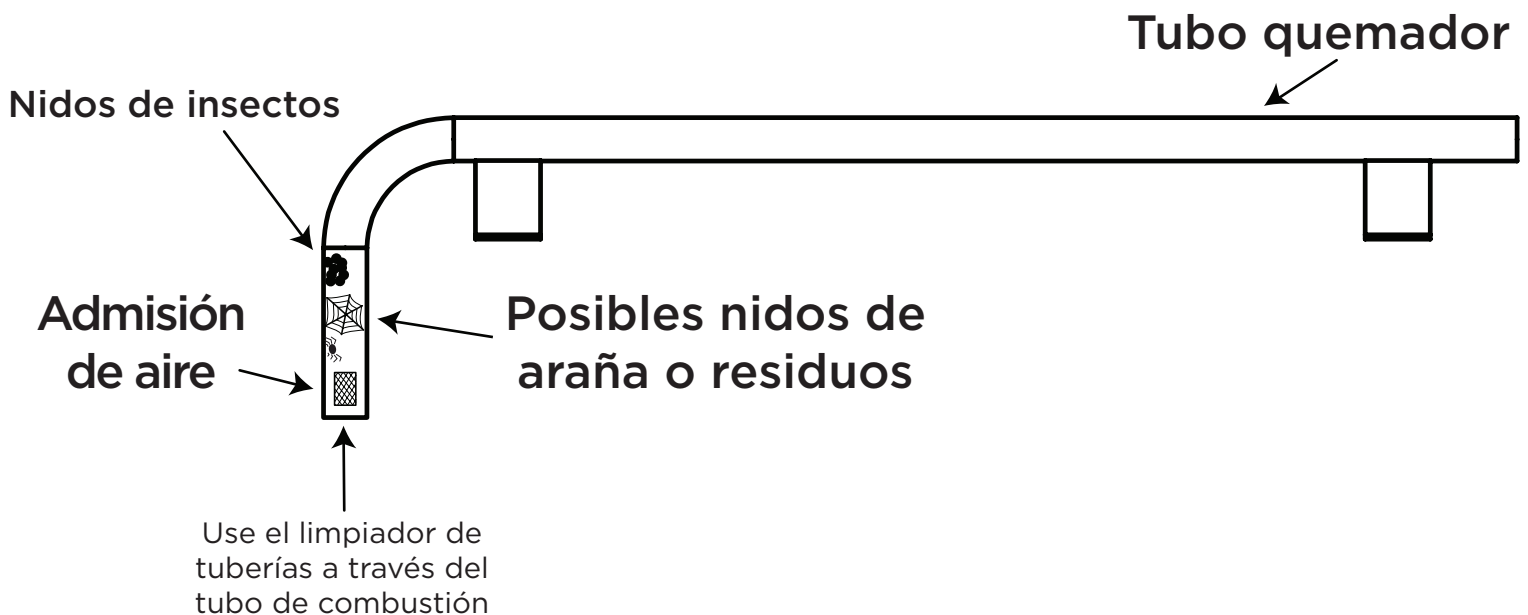 Tubo quemador
Nidos de insectos
Admisión
de aire
Posibles nidos de
araña o residuos
Use el limpiador de
tuberías a través del
tubo de combustión